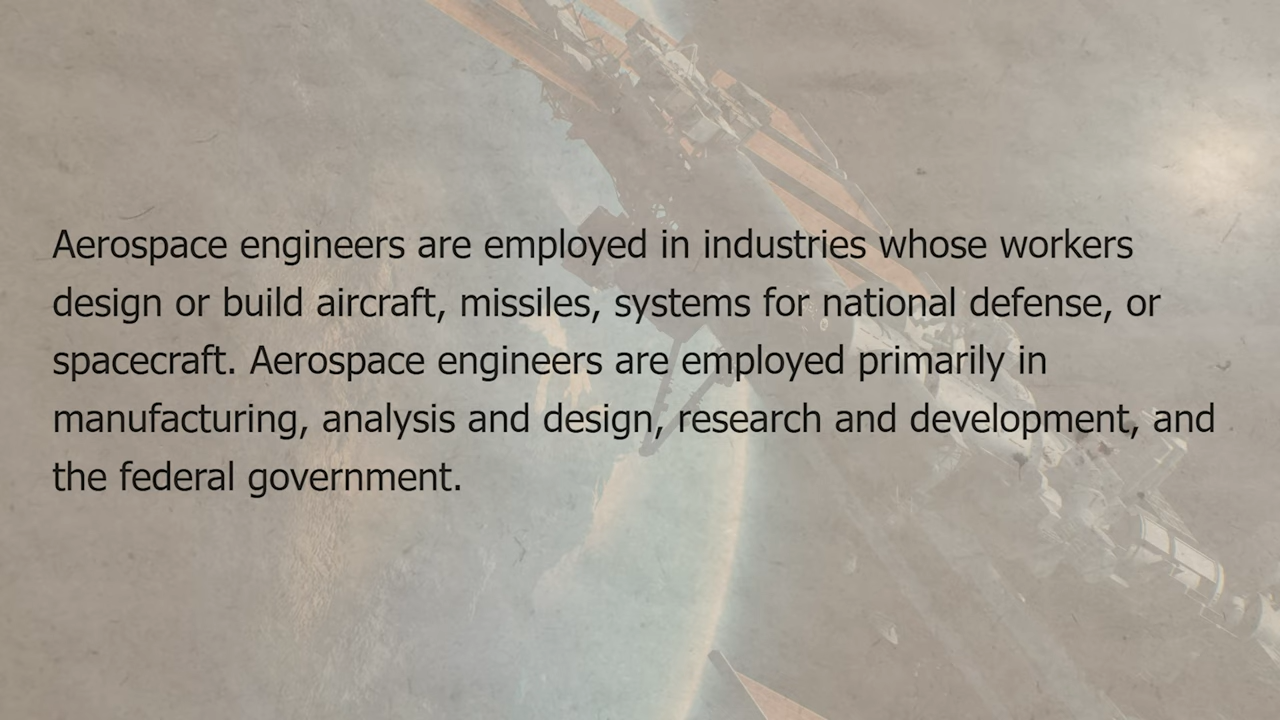 Aerospace engineers are employed in industries whose workers
design or build aircraft, missiles, systems for national defense, or
spacecraft. Aerospace engineers are employed primarily in
manufacturing, analysis and design, research and development, and
the federal government.